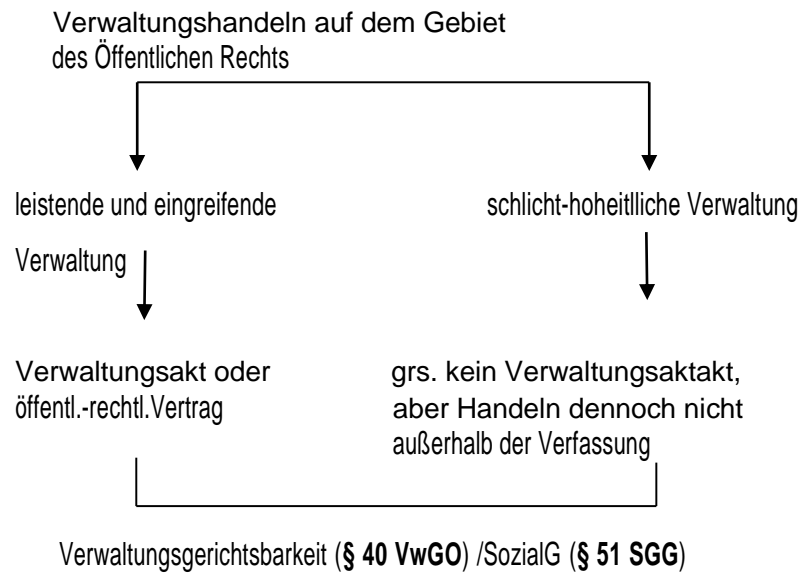 Verwaltungshandeln auf dem Gebiet
des Öffentlichen Rechts
leistende und eingreifende
Verwaltung
schlicht-hoheitlliche Verwaltung
Verwaltungsakt oder
öffentl.-rechtl.Vertrag
grs. kein Verwaltungsaktakt,
aber Handeln dennoch nicht
außerhalb der Verfassung
Verwaltungsgerichtsbarkeit (§ 40 VwGO) /SozialG (§ 51 SGG)